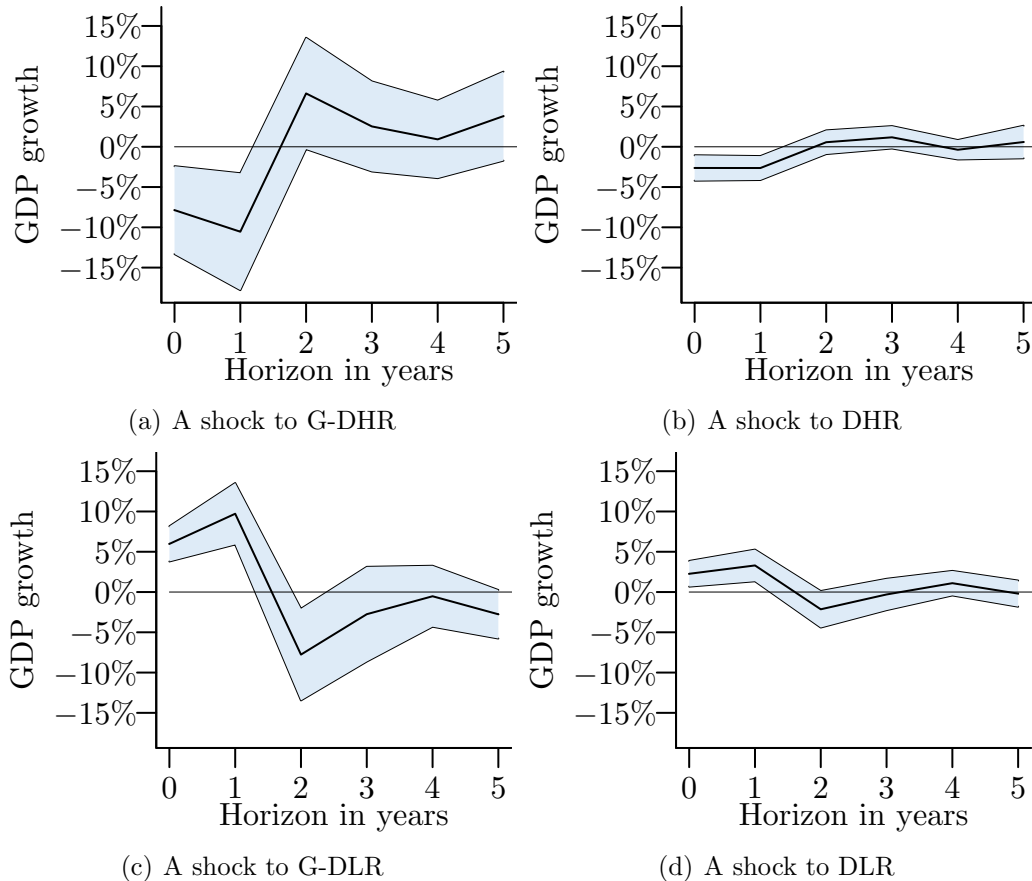 15%
10%
5%
0%
−5%
−10%
−15%
GDP growth
0 1 2 3 4 5
Horizon in years
(a) A shock to G-DHR
15%
10%
5%
0%
−5%
−10%
−15%
GDP growth
0 1 2 3 4 5
Horizon in years
(b) A shock to DHR
15%
10%
5%
0%
−5%
−10%
−15%
GDP growth
0 1 2 3 4 5
Horizon in years
(c) A shock to G-DLR
15%
10%
5%
0%
−5%
−10%
−15%
GDP growth
0 1 2 3 4 5
Horizon in years
(d) A shock to DLR